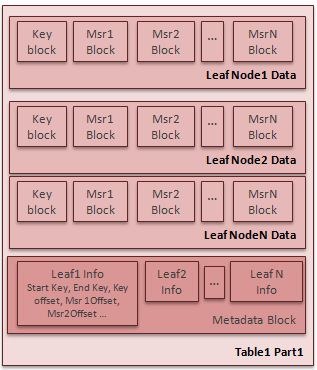 Key block
Msr1 Block
Msr2 Block
...
MsrN Block
Leaf Node1 Data
Key block
Msr1 Block
Msr2 Block
...
MsrN Block
Leaf Node2 Data
Key block
Msr1 Block
Msr2 Block
...
MsrN Block
Leaf NodeN Data
Leaf1 Info
Start Key, End Key, Key
offset, Msr 1Offset,
Msr2Offset ...
Leaf2
Info
...
Leaf N
Info
Metadata Block
Table1 Part1